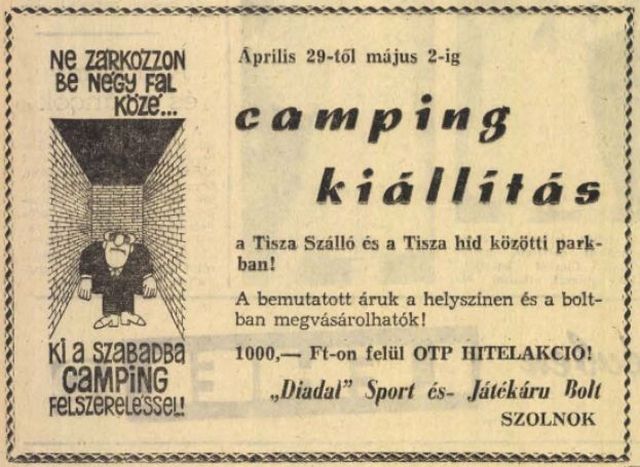 NE ZÁRKÓZZON
BE NÉGY FAL
KÖZÉ...
KI A SZABADBA
CAMPING
FELSZERELÉSSEL!
Április 29-től május 2-ig
camping
kiállítás
a Tisza Szálló és a Tisza híd közötti park-
ban!
A bemutatott áruk a helyszínen és a bolt-
ban megvásárolhatók!
1000,— Ft-on felül OTP HITELAKCIÓ!
„Diadal" Sport és- Játékáru Bolt
SZOLNOK